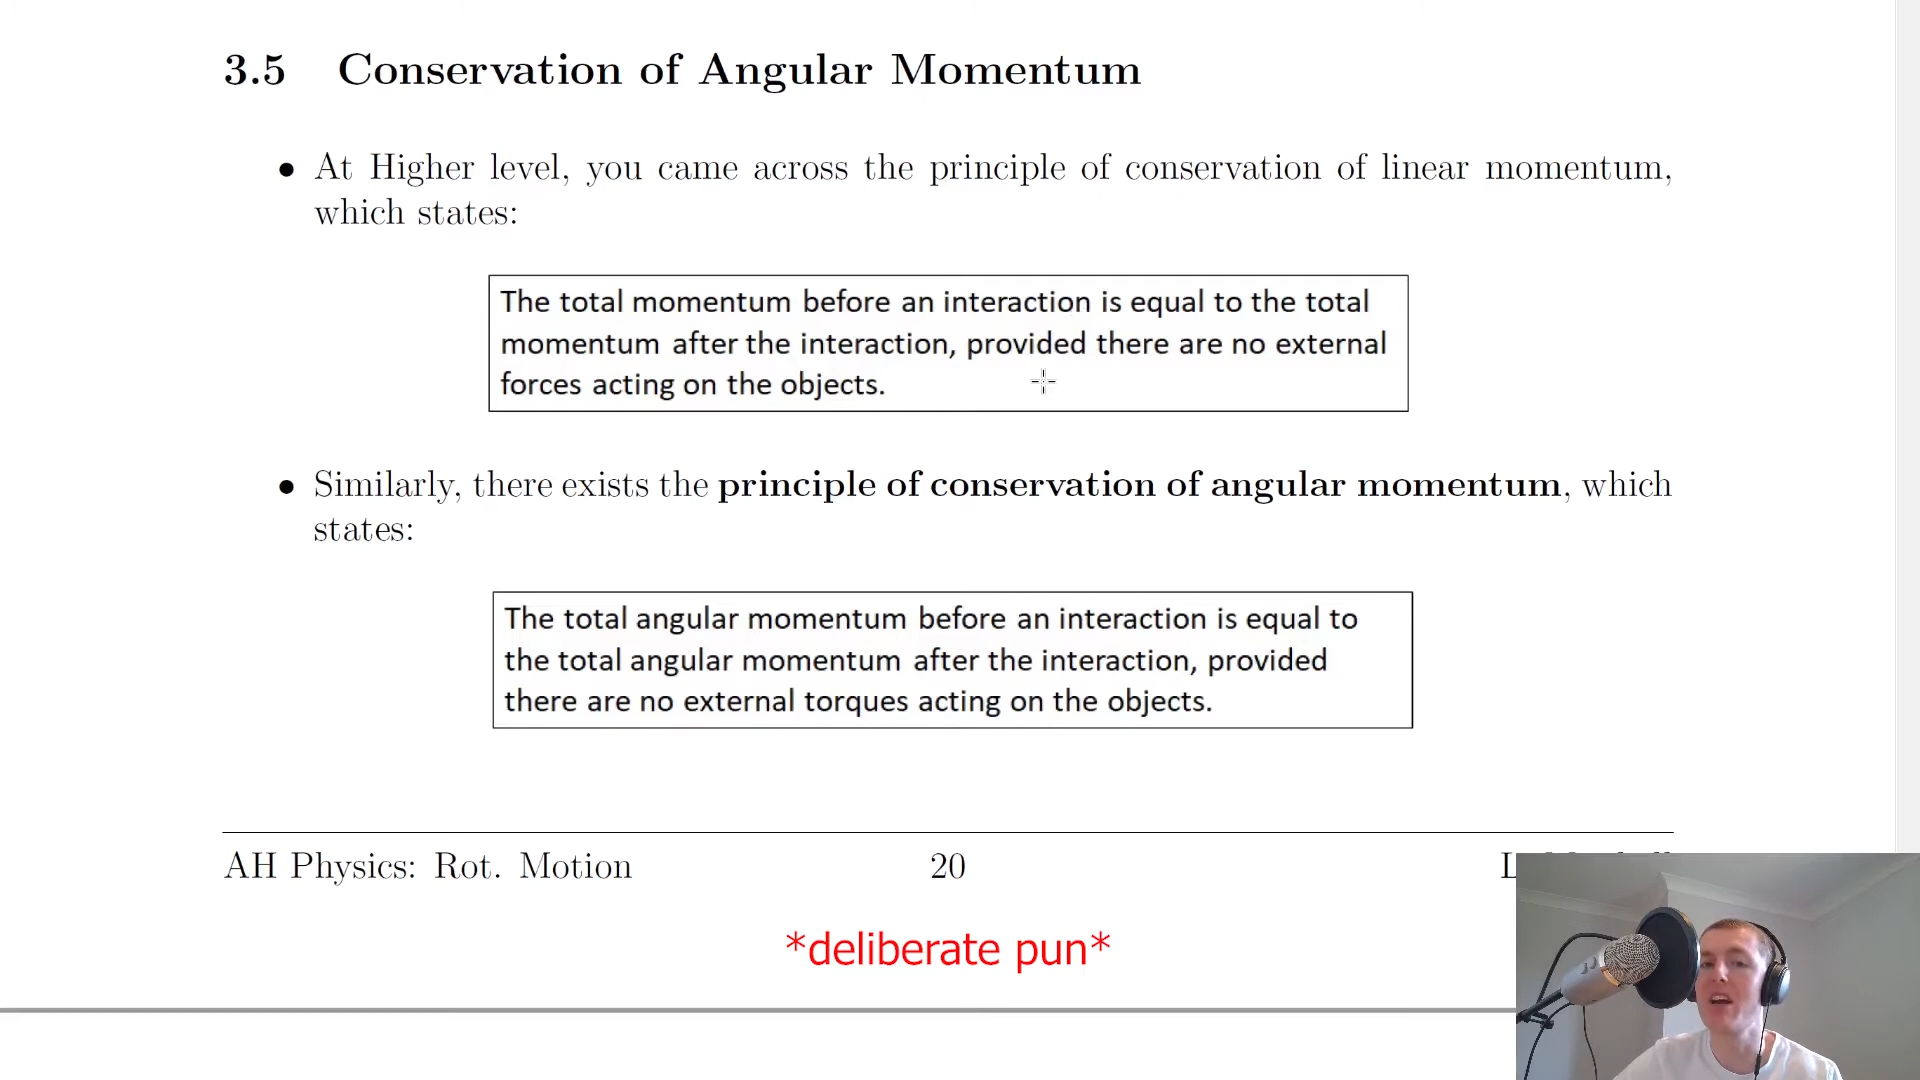 3.5 Conservation of Angular Momentum
• At Higher level, you came across the principle of conservation of linear momentum,
which states:
The total momentum before an interaction is equal to the total
momentum after the interaction, provided there are no external
forces acting on the objects.
• Similarly, there exists the principle of conservation of angular momentum, which
states:
The total angular momentum before an interaction is equal to
the total angular momentum after the interaction, provided
there are no external torques acting on the objects.
AH Physics: Rot. Motion 20
*deliberate pun*